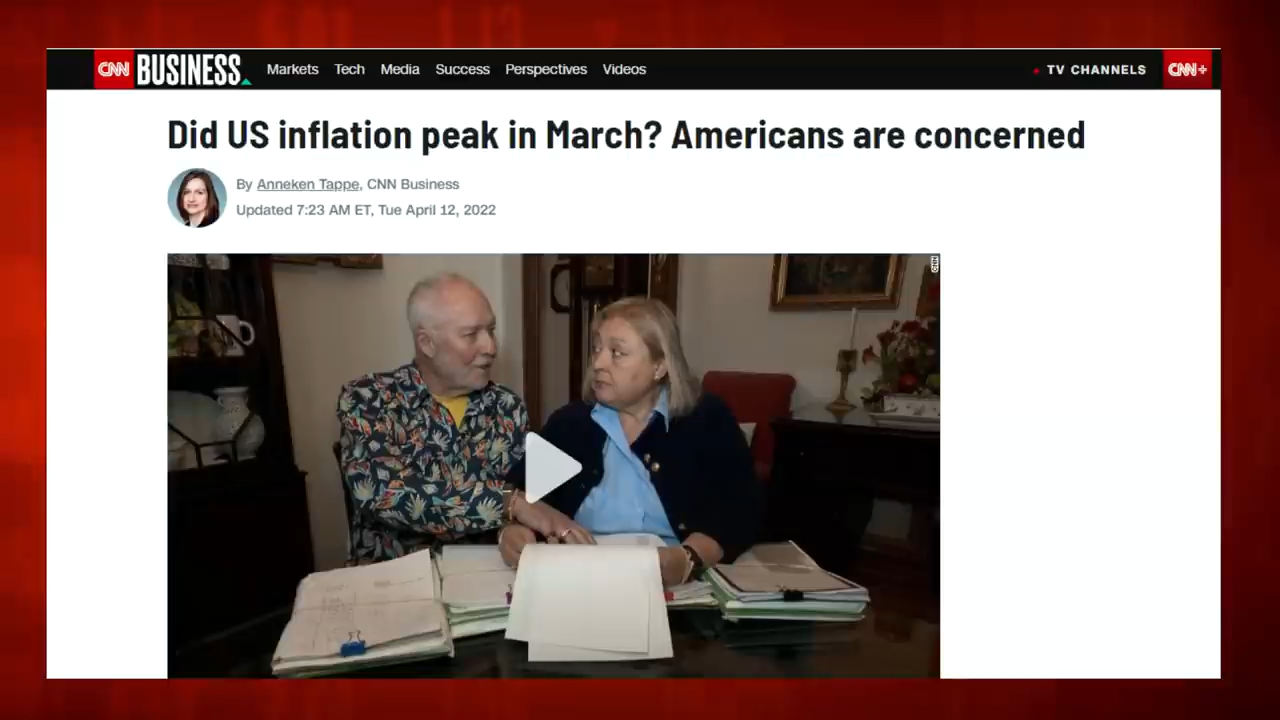 CNN BUSINESS Markets Tech Media Success Perspectives Videos TV CHANNELS CNN+
Did US inflation peak in March? Americans are concerned
By Anneken Tappe, CNN Business
Updated 7:23 AM ET, Tue April 12, 2022
CNN